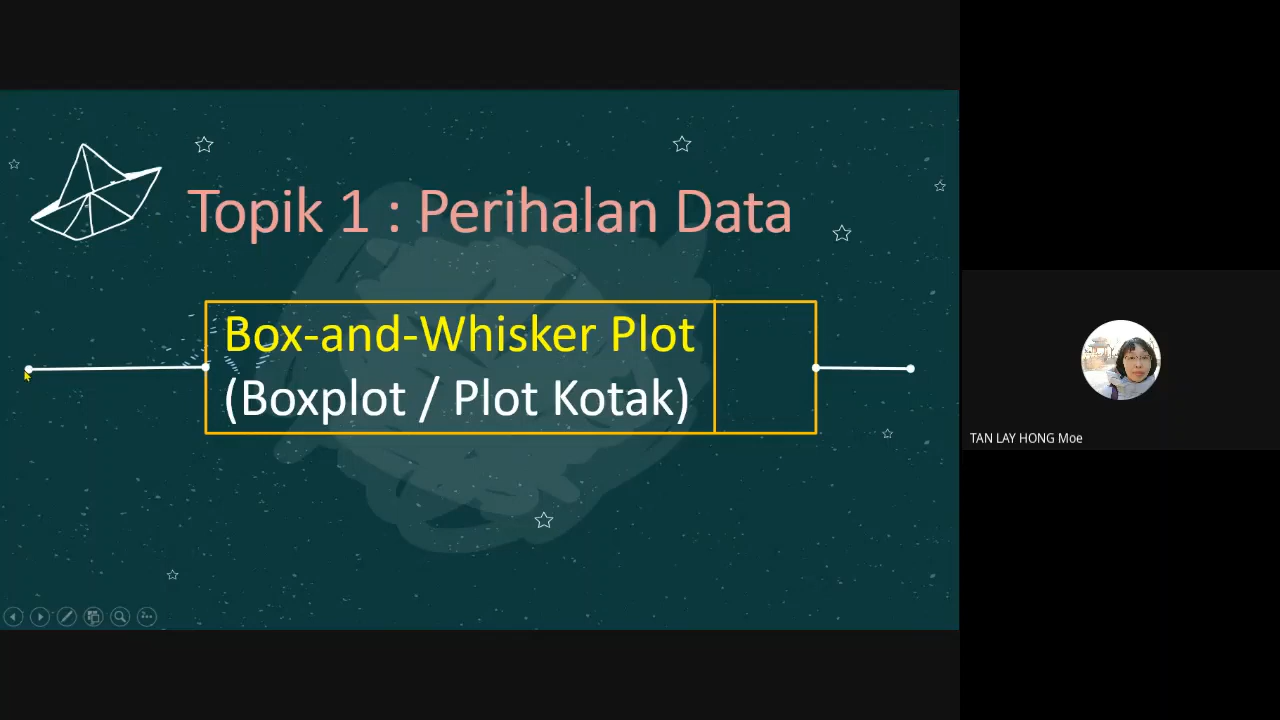 Topik 1 : Perihalan Data
Box-and-Whisker Plot
(Boxplot / Plot Kotak)
TAN LAY HONG Moe